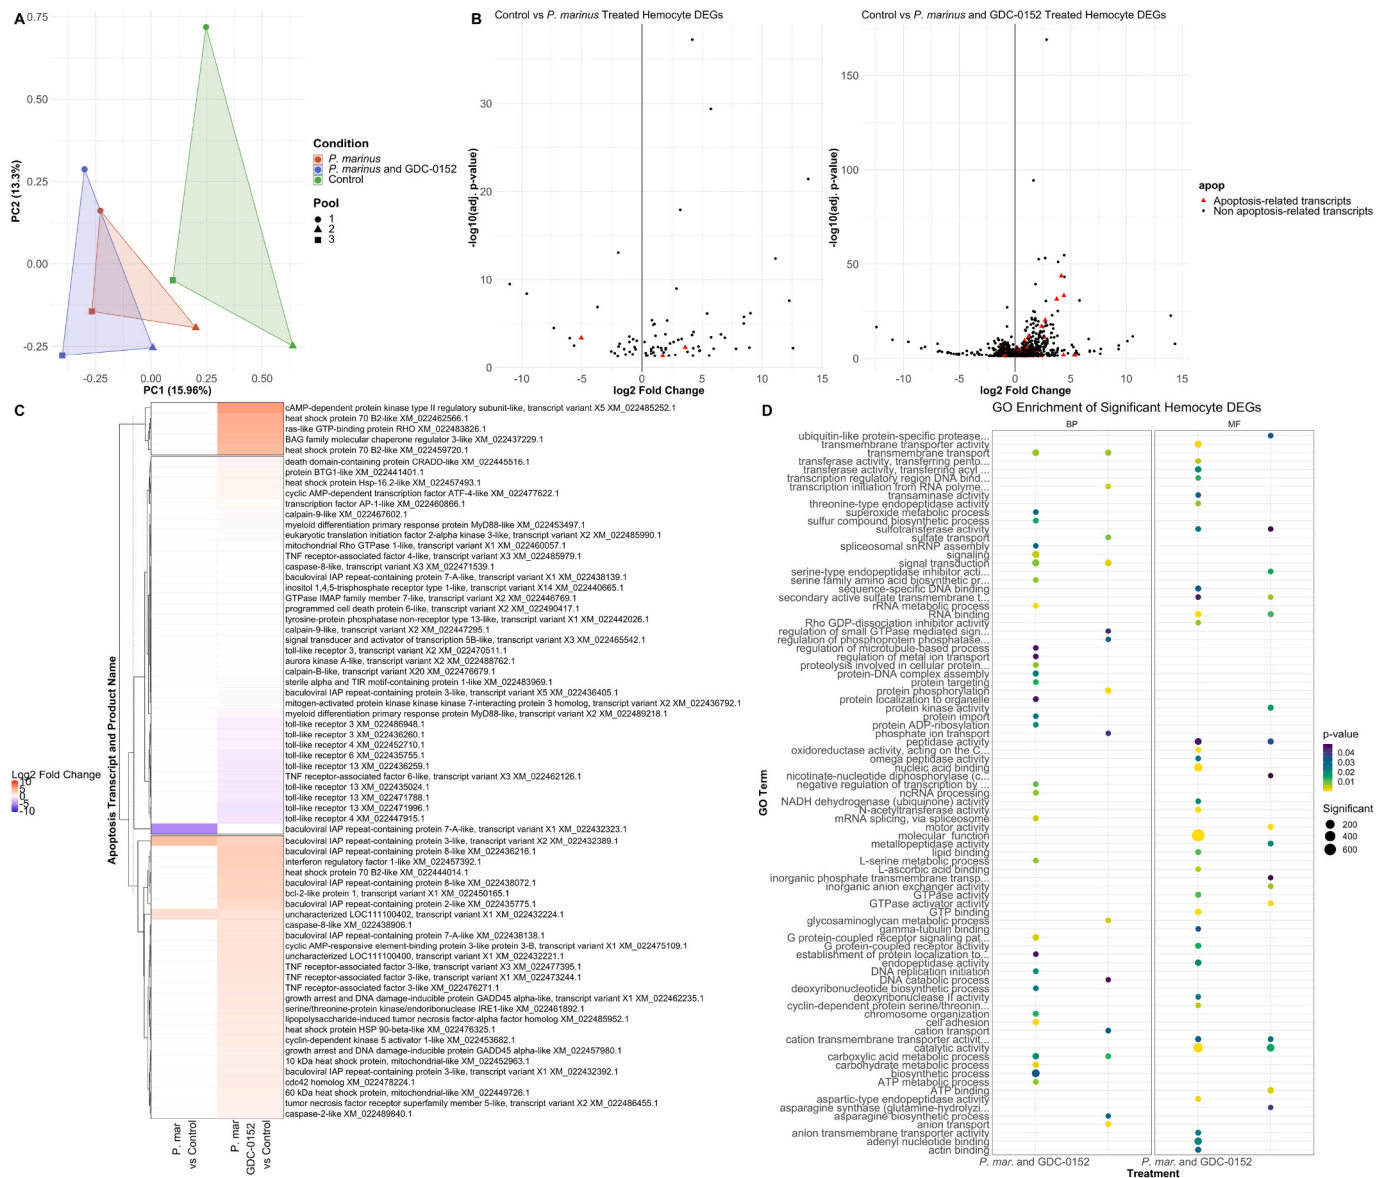 A
0.75
0.50
0.25
0.00
-0.25
PC2 (13.3%)
-0.25
0.00
0.25
0.50
PC1 (15.96%)
Condition
P. marinus
P. marinus and GDC-0152
Control
Pool
1
2
3
B
Control vs P. marinus Treated Hemocyte DEGs
-log10(adj. p-value)
30
20
10
0
-10
-5
0
5
10
15
log2 Fold Change
Control vs P. marinus and GDC-0152 Treated Hemocyte DEGs
-log10(adj. p-value)
150
100
50
0
-10
-5
0
5
10
15
log2 Fold Change
apop
Apoptosis-related transcripts
Non apoptosis-related transcripts
C
Log2 Fold Change
10
5
0
-5
-10
Apoptosis Transcript and Product Name
cAMP-dependent protein kinase type II regulatory subunit-like, transcript variant X5 XM_022485252.1
heat shock protein 70 B2-like XM_022462566.1
ras-like GTP-binding protein RHO XM_022483826.1
BAG family molecular chaperone regulator 3-like XM_022437229.1
heat shock protein 70 B2-like XM_022459720.1
death domain-containing protein CRADD-like XM_022445516.1
protein BTG1-like XM_022441401.1
heat shock protein Hsp-16.2-like XM_022457493.1
cyclic AMP-dependent transcription factor ATF-4-like XM_022477622.1
transcription factor AP-1-like XM_022460866.1
calpain-9-like XM_022467602.1
myeloid differentiation primary response protein MyD88-like XM_022453497.1
eukaryotic translation initiation factor 2-alpha kinase 3-like, transcript variant X2 XM_022485990.1
mitochondrial Rho GTPase 1-like, transcript variant X1 XM_022460057.1
TNF receptor-associated factor 4-like, transcript variant X3 XM_022485979.1
caspase-8-like, transcript variant X3 XM_022471539.1
baculoviral IAP repeat-containing protein 7-A-like, transcript variant X1 XM_022438139.1
inositol 1,4,5-trisphosphate receptor type 1-like, transcript variant X14 XM_022440665.1
GTPase IMAP family member 7-like, transcript variant X2 XM_022446769.1
programmed cell death protein 6-like, transcript variant X2 XM_022490417.1
tyrosine-protein phosphatase non-receptor type 13-like, transcript variant X1 XM_022442026.1
calpain-9-like, transcript variant X2 XM_022447295.1
signal transducer and activator of transcription 5B-like, transcript variant X3 XM_022465542.1
toll-like receptor 3, transcript variant X2 XM_022470511.1
aurora kinase A-like, transcript variant X2 XM_022488762.1
calpain-B-like, transcript variant X20 XM_022476679.1
sterile alpha and TIR motif-containing protein 1-like XM_022483969.1
baculoviral IAP repeat-containing protein 3-like, transcript variant X5 XM_022436405.1
mitogen-activated protein kinase kinase kinase 7-interacting protein 3 homolog, transcript variant X2 XM_022436792.1
myeloid differentiation primary response protein MyD88-like, transcript variant X2 XM_022489218.1
toll-like receptor 3 XM_022486948.1
toll-like receptor 3 XM_022436260.1
toll-like receptor 4 XM_022452710.1
toll-like receptor 6 XM_022435755.1
toll-like receptor 13 XM_022436259.1
TNF receptor-associated factor 6-like, transcript variant X3 XM_022462126.1
toll-like receptor 13 XM_022435024.1
toll-like receptor 13 XM_022471788.1
toll-like receptor 13 XM_022471996.1
toll-like receptor 4 XM_022447915.1
baculoviral IAP repeat-containing protein 7-A-like, transcript variant X1 XM_022432323.1
baculoviral IAP repeat-containing protein 3-like, transcript variant X2 XM_022432389.1
baculoviral IAP repeat-containing protein 8-like XM_022436216.1
interferon regulatory factor 1-like XM_022457392.1
heat shock protein 70 B2-like XM_022444014.1
baculoviral IAP repeat-containing protein 8-like XM_022438072.1
bcl-2-like protein 1, transcript variant X1 XM_022450165.1
baculoviral IAP repeat-containing protein 2-like XM_022435775.1
uncharacterized LOC111100402, transcript variant X1 XM_022432224.1
caspase-8-like XM_022438906.1
baculoviral IAP repeat-containing protein 7-A-like XM_022438138.1
cyclic AMP-responsive element-binding protein 3-like protein 3-B, transcript variant X1 XM_022475109.1
uncharacterized LOC111100400, transcript variant X1 XM_022432221.1
TNF receptor-associated factor 3-like, transcript variant X3 XM_022477395.1
TNF receptor-associated factor 3-like, transcript variant X1 XM_022473244.1
TNF receptor-associated factor 3-like XM_022476271.1
growth arrest and DNA damage-inducible protein GADD45 alpha-like, transcript variant X1 XM_022462235.1
serine/threonine-protein kinase/endoribonuclease IRE1-like XM_022461892.1
lipopolysaccharide-induced tumor necrosis factor-alpha factor homolog XM_022485952.1
heat shock protein HSP 90-beta-like XM_022476325.1
cyclin-dependent kinase 5 activator 1-like XM_022453682.1
growth arrest and DNA damage-inducible protein GADD45 alpha-like XM_022457980.1
10 kDa heat shock protein, mitochondrial-like XM_022452963.1
baculoviral IAP repeat-containing protein 3-like, transcript variant X1 XM_022432392.1
cdc42 homolog XM_022478224.1
60 kDa heat shock protein, mitochondrial-like XM_022449726.1
tumor necrosis factor receptor superfamily member 5-like, transcript variant X2 XM_022486455.1
caspase-2-like XM_022489840.1
P. mar
vs Control
P. mar
GDC-0152
vs Control
D
GO Enrichment of Significant Hemocyte DEGs
BP
MF
GO Term
ubiquitin-like protein-specific protease...
transmembrane transporter activity
transmembrane transport
transferase activity, transferring pento...
transferase activity, transferring acyl ...
transcription regulatory region DNA bind...
transcription initiation from RNA polyme...
transaminase activity
threonine-type endopeptidase activity
superoxide metabolic process
sulfur compound biosynthetic process
sulfotransferase activity
sulfate transport
spliceosomal snRNP assembly
signaling
signal transduction
serine-type endopeptidase inhibitor acti...
serine family amino acid biosynthetic pr...
sequence-specific DNA binding
secondary active sulfate transmembrane t...
rRNA metabolic process
RNA binding
Rho GDP-dissociation inhibitor activity
regulation of small GTPase mediated sign...
regulation of phosphoprotein phosphatase...
regulation of microtubule-based process
regulation of metal ion transport
proteolysis involved in cellular protein...
protein-DNA complex assembly
protein targeting
protein phosphorylation
protein localization to organelle
protein kinase activity
protein import
protein ADP-ribosylation
phosphate ion transport
peptidase activity
oxidoreductase activity, acting on the C...
omega peptidase activity
nucleic acid binding
nicotinate-nucleotide diphosphorylase (c...
negative regulation of transcription by ...
ncRNA processing
NADH dehydrogenase (ubiquinone) activity
N-acetyltransferase activity
mRNA splicing, via spliceosome
motor activity
molecular_function
metallopeptidase activity
lipid binding
L-serine metabolic process
L-ascorbic acid binding
inorganic phosphate transmembrane transp...
inorganic anion exchanger activity
GTPase activity
GTPase activator activity
GTP binding
glycosaminoglycan metabolic process
gamma-tubulin binding
G protein-coupled receptor signaling pat...
G protein-coupled receptor activity
establishment of protein localization to...
endopeptidase activity
DNA replication initiation
DNA catabolic process
deoxyribonucleotide biosynthetic process
deoxyribonuclease II activity
cyclin-dependent protein serine/threonin...
chromosome organization
cell adhesion
cation transport
cation transmembrane transporter activit...
catalytic activity
carboxylic acid metabolic process
carbohydrate metabolic process
biosynthetic process
ATP metabolic process
ATP binding
aspartic-type endopeptidase activity
asparagine synthase (glutamine-hydrolyzi...
asparagine biosynthetic process
anion transport
anion transmembrane transporter activity
adenyl nucleotide binding
actin binding
P. mar. and GDC-0152
P. mar. and GDC-0152
Treatment
p-value
0.04
0.03
0.02
0.01
Significant
200
400
600